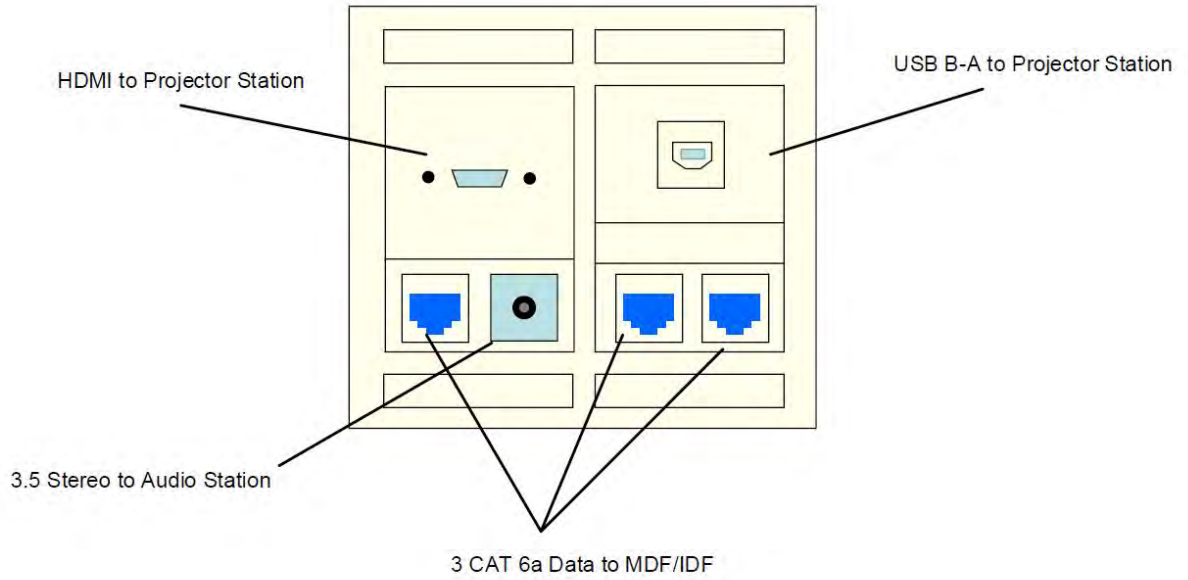 HDMI to Projector Station
USB B-A to Projector Station
3.5 Stereo to Audio Station
3 CAT 6a Data to MDF/IDF